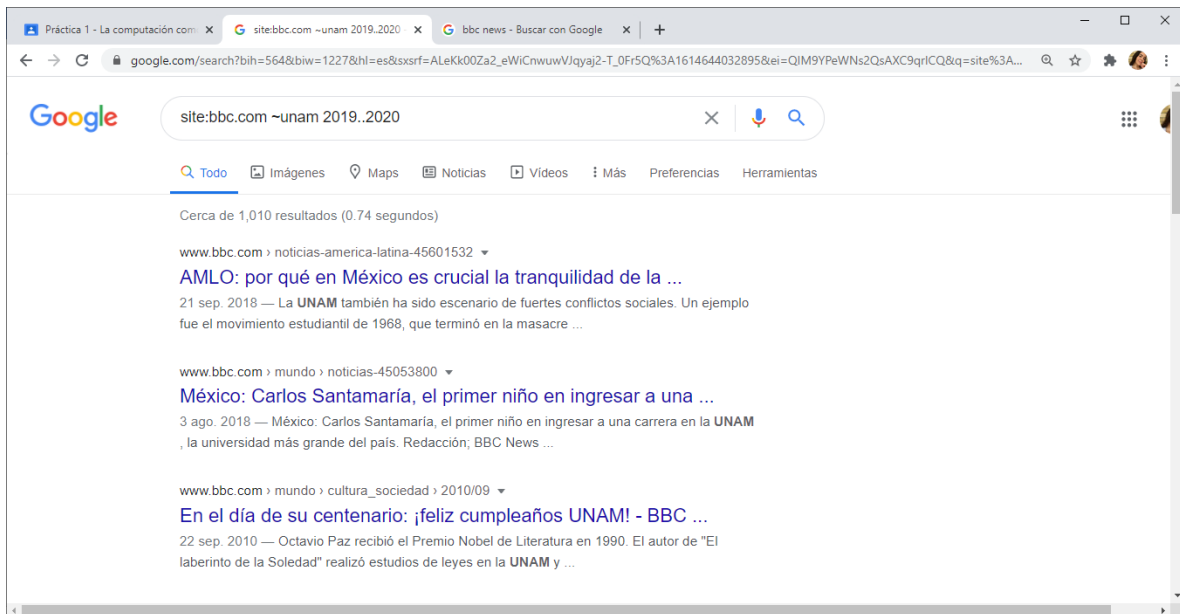 Práctica 1 - La computación com
site:bbc.com ~unam 2019..2020
bbc news - Buscar con Google
google.com/search?bih=564&biw=1227&hl=es&sxsrf=ALeKk00Za2_eWiCnwuwVJqyaj2-T_0Fr5Q%3A1614644032895&ei=QIM9YPeWNs2QsAXC9qrICQ&q=site%3A...
Google
site:bbc.com ~unam 2019..2020
Todo Imágenes Maps Noticias Vídeos Más Preferencias Herramientas
Cerca de 1,010 resultados (0.74 segundos)
www.bbc.com › noticias-america-latina-45601532
AMLO: por qué en México es crucial la tranquilidad de la ...
21 sep. 2018 — La UNAM también ha sido escenario de fuertes conflictos sociales. Un ejemplo
fue el movimiento estudiantil de 1968, que terminó en la masacre ...
www.bbc.com › mundo › noticias-45053800
México: Carlos Santamaría, el primer niño en ingresar a una ...
3 ago. 2018 — México: Carlos Santamaría, el primer niño en ingresar a una carrera en la UNAM
, la universidad más grande del país. Redacción; BBC News ...
www.bbc.com › mundo › cultura_sociedad › 2010/09
En el día de su centenario: ¡feliz cumpleaños UNAM! - BBC ...
22 sep. 2010 — Octavio Paz recibió el Premio Nobel de Literatura en 1990. El autor de "El
laberinto de la Soledad" realizó estudios de leyes en la UNAM y ...